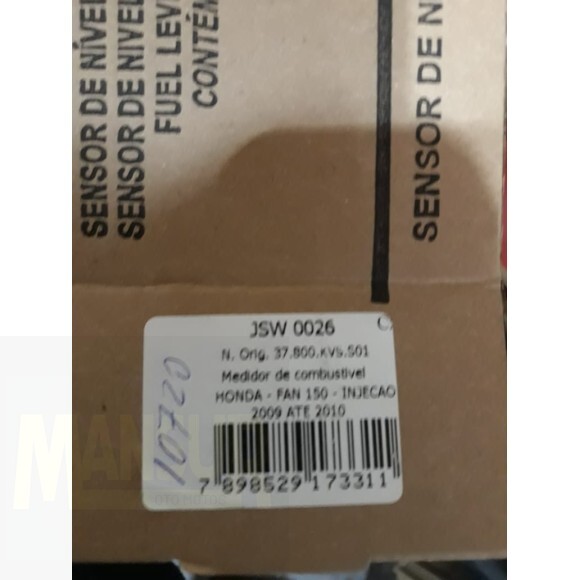 SENSOR DE NÍVEL
SENSOR DE NIVEL
FUEL LEV
CONTÉM
SENSOR DE N
JSW 0026
N. Orig. 37.800.KVS.S01
Medidor de combustivel
HONDA - FAN 150 - INJECAO
2009 ATE 2010
7 898529 173311
10720